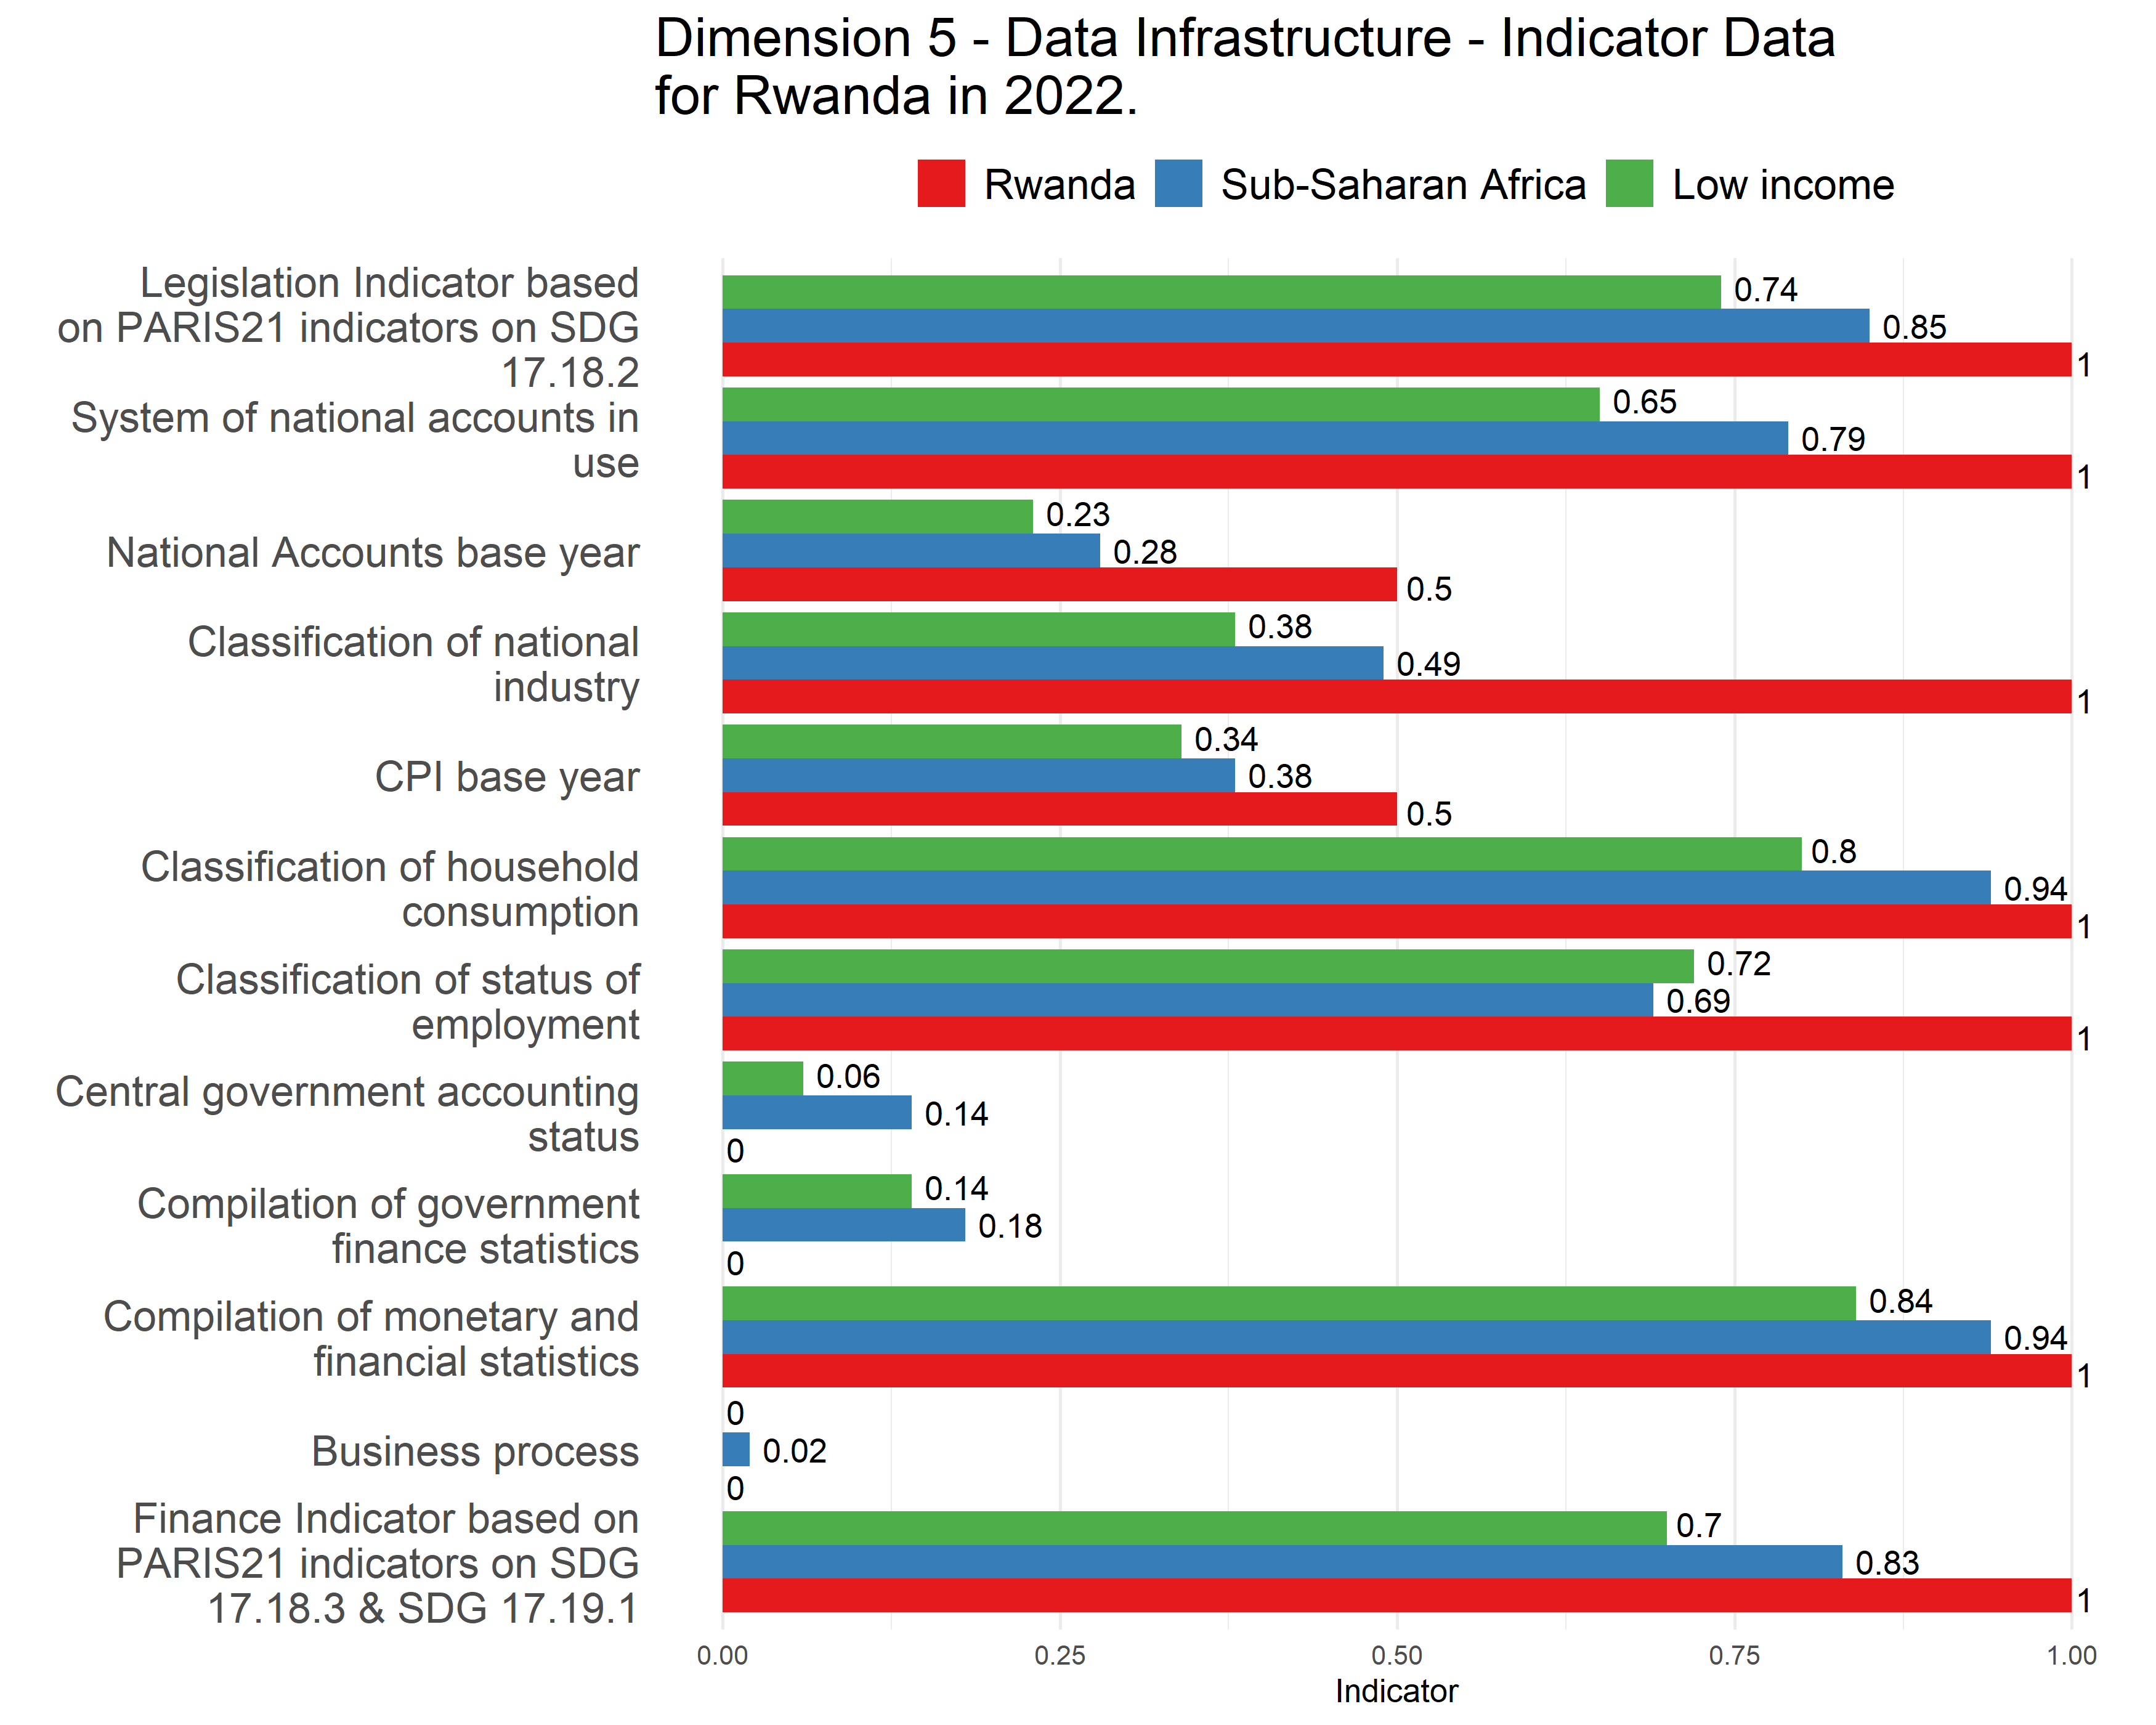 Dimension 5 - Data Infrastructure - Indicator Data
for Rwanda in 2022.
Rwanda Sub-Saharan Africa Low income
Legislation Indicator based
on PARIS21 indicators on SDG
17.18.2
0.74
0.85
1
System of national accounts in
use
0.65
0.79
1
National Accounts base year
0.23
0.28
0.5
Classification of national
industry
0.38
0.49
1
CPI base year
0.34
0.38
0.5
Classification of household
consumption
0.8
0.94
1
Classification of status of
employment
0.72
0.69
1
Central government accounting
status
0.06
0.14
0
Compilation of government
finance statistics
0.14
0.18
0
Compilation of monetary and
financial statistics
0.84
0.94
1
Business process
0
0.02
0
Finance Indicator based on
PARIS21 indicators on SDG
17.18.3 & SDG 17.19.1
0.7
0.83
1
0.00 0.25 0.50 0.75 1.00
Indicator